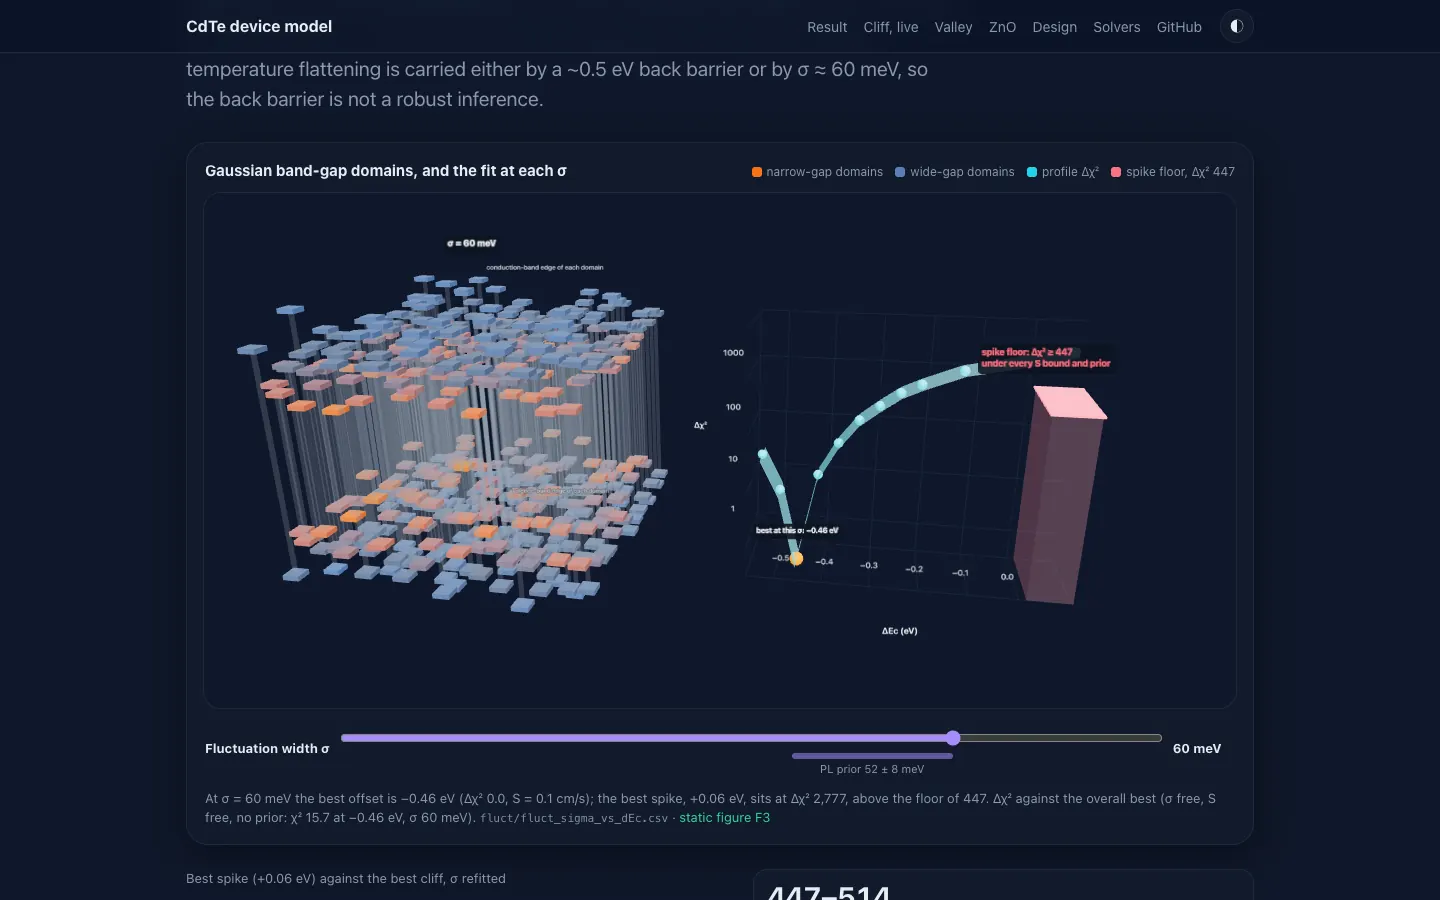 CdTe device model
Result Cliff, live Valley ZnO Design Solvers GitHub
temperature flattening is carried either by a ~0.5 eV back barrier or by σ ≈ 60 meV, so
the back barrier is not a robust inference.
Gaussian band-gap domains, and the fit at each σ
narrow-gap domains wide-gap domains profile Δχ² spike floor, Δχ² 447
σ = 60 meV
conduction-band edge of each domain
spike floor: Δχ² ≥ 447
under every S bound and prior
1000
100
Δχ²
10
1
best at this σ: −0.46 eV
−0.5 −0.4 −0.3 −0.2 −0.1 0.0
ΔEc (eV)
Fluctuation width σ
60 meV
PL prior 52 ± 8 meV
At σ = 60 meV the best offset is −0.46 eV (Δχ² 0.0, S = 0.1 cm/s); the best spike, +0.06 eV, sits at Δχ² 2,777, above the floor of 447. Δχ² against the overall best (σ free, S
free, no prior: χ² 15.7 at −0.46 eV, σ 60 meV). fluct/fluct_sigma_vs_dEc.csv · static figure F3
Best spike (+0.06 eV) against the best cliff, σ refitted
447–514